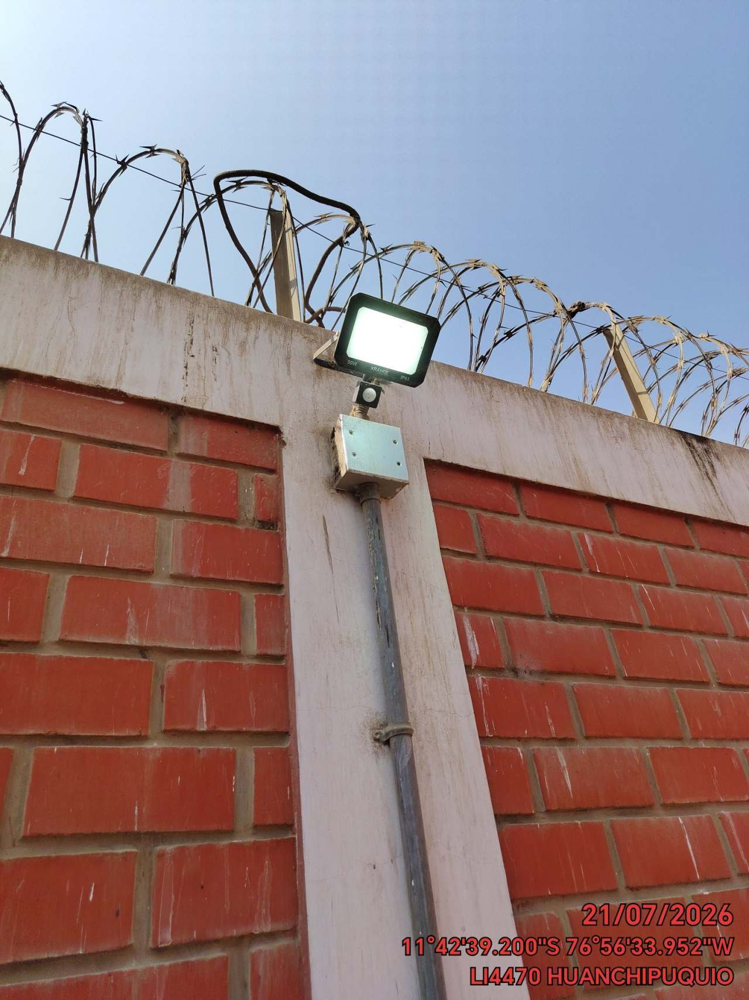 50W XRANGE IP65
21/07/2026
11°42'39.200"S 76°56'33.952"W
LI4470 HUANCHIPUQUIO